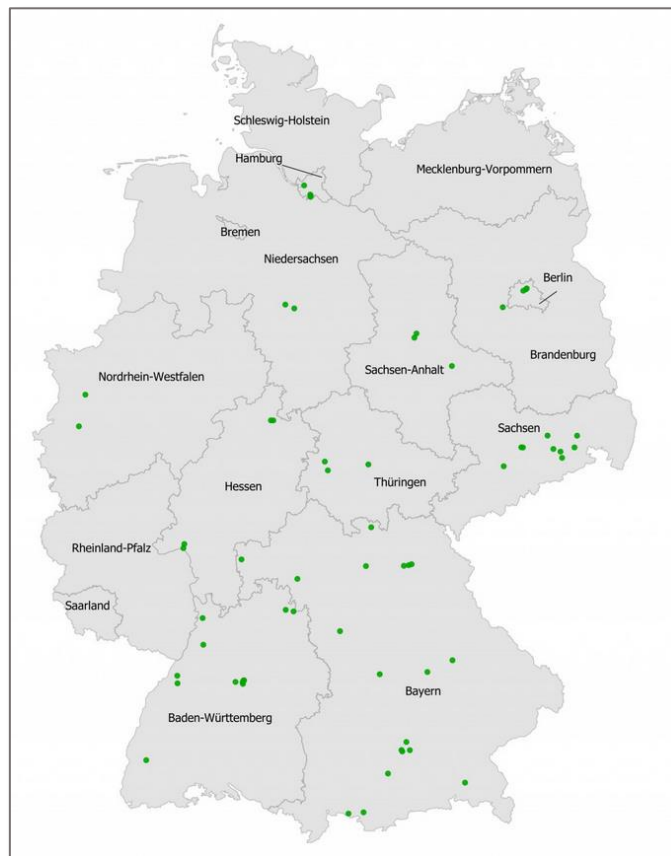 Schleswig-Holstein
Hamburg
Mecklenburg-Vorpommern
Bremen
Niedersachsen
Berlin
Brandenburg
Sachsen-Anhalt
Nordrhein-Westfalen
Sachsen
Thüringen
Hessen
Rheinland-Pfalz
Saarland
Bayern
Baden-Württemberg